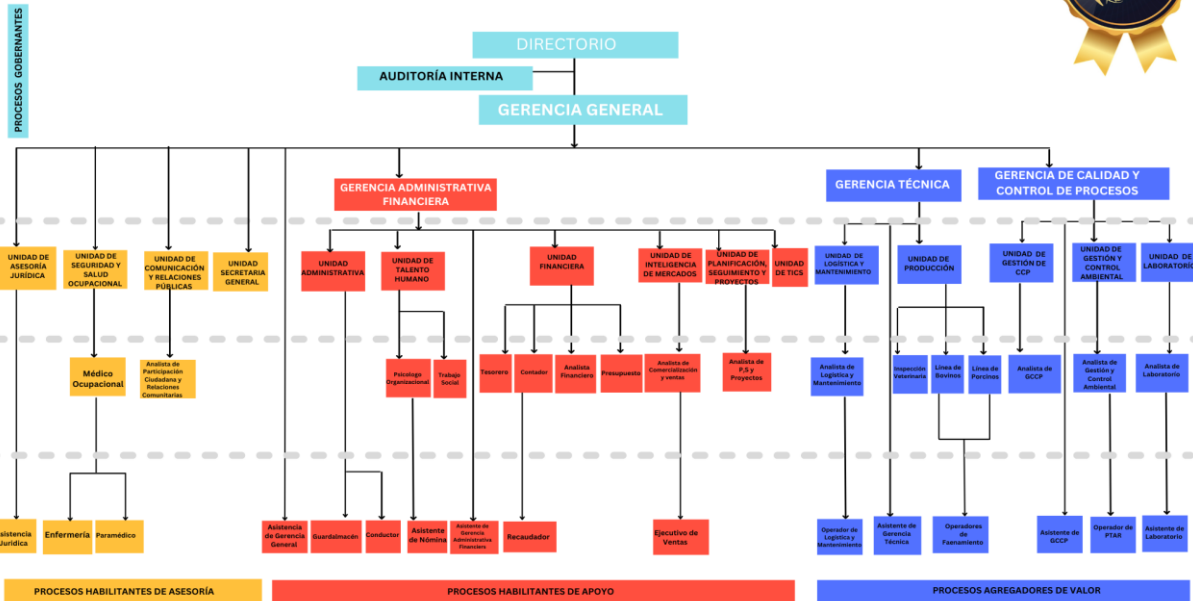 PROCESOS GOBERNANTES
DIRECTORIO
AUDITORÍA INTERNA
GERENCIA GENERAL
GERENCIA ADMINISTRATIVA
FINANCIERA
GERENCIA TÉCNICA
GERENCIA DE CALIDAD Y
CONTROL DE PROCESOS
UNIDAD DE
ASESORÍA
JURÍDICA
UNIDAD DE
SEGURIDAD Y
SALUD
OCUPACIONAL
UNIDAD DE
COMUNICACIÓN
Y RELACIONES
PÚBLICAS
UNIDAD
SECRETARIA
GENERAL
UNIDAD
ADMINISTRATIVA
UNIDAD DE
TALENTO
HUMANO
UNIDAD
FINANCIERA
UNIDAD DE
INTELIGENCIA
DE MERCADOS
UNIDAD DE
PLANIFICACIÓN,
SEGUIMIENTO Y
PROYECTOS
UNIDAD
DE TICS
UNIDAD DE
LOGÍSTICA Y
MANTENIMIENTO
UNIDAD DE
PRODUCCIÓN
UNIDAD DE
GESTIÓN DE
CCP
UNIDAD DE
GESTIÓN Y
CONTROL
AMBIENTAL
UNIDAD DE
LABORATORIO
Médico
Ocupacional
Analista de
Participación
Ciudadana y
Relaciones
Comunitarias
Psicologo
Organizacional
Trabajo
Social
Tesorero
Contador
Analista
Financiero
Presupuesto
Analista de
Comercialización
y ventas
Analista de
P,S y
Proyectos
Analista de
Logística y
Mantenimiento
Inspección
Veterinaria
Línea de
Bovinos
Línea de
Porcinos
Analista de
GCCP
Analista de
Gestión y
Control
Ambiental
Analista de
Laboratorio
sistencia
Jurídica
Enfermería
Paramédico
Asistencia
de Gerencia
General
Guardalmacén
Conductor
Asistente
de Nómina
Asistente de
Gerencia
Administrativa
Financiera
Recaudador
Ejecutivo de
Ventas
Operador de
Logística y
Mantenimiento
Asistente de
Gerencia
Técnica
Operadores
de
Faenamiento
Asistente de
GCCP
Operador de
PTAR
Asistente de
Laboratorio
PROCESOS HABILITANTES DE ASESORÍA
PROCESOS HABILITANTES DE APOYO
PROCESOS AGREGADORES DE VALOR